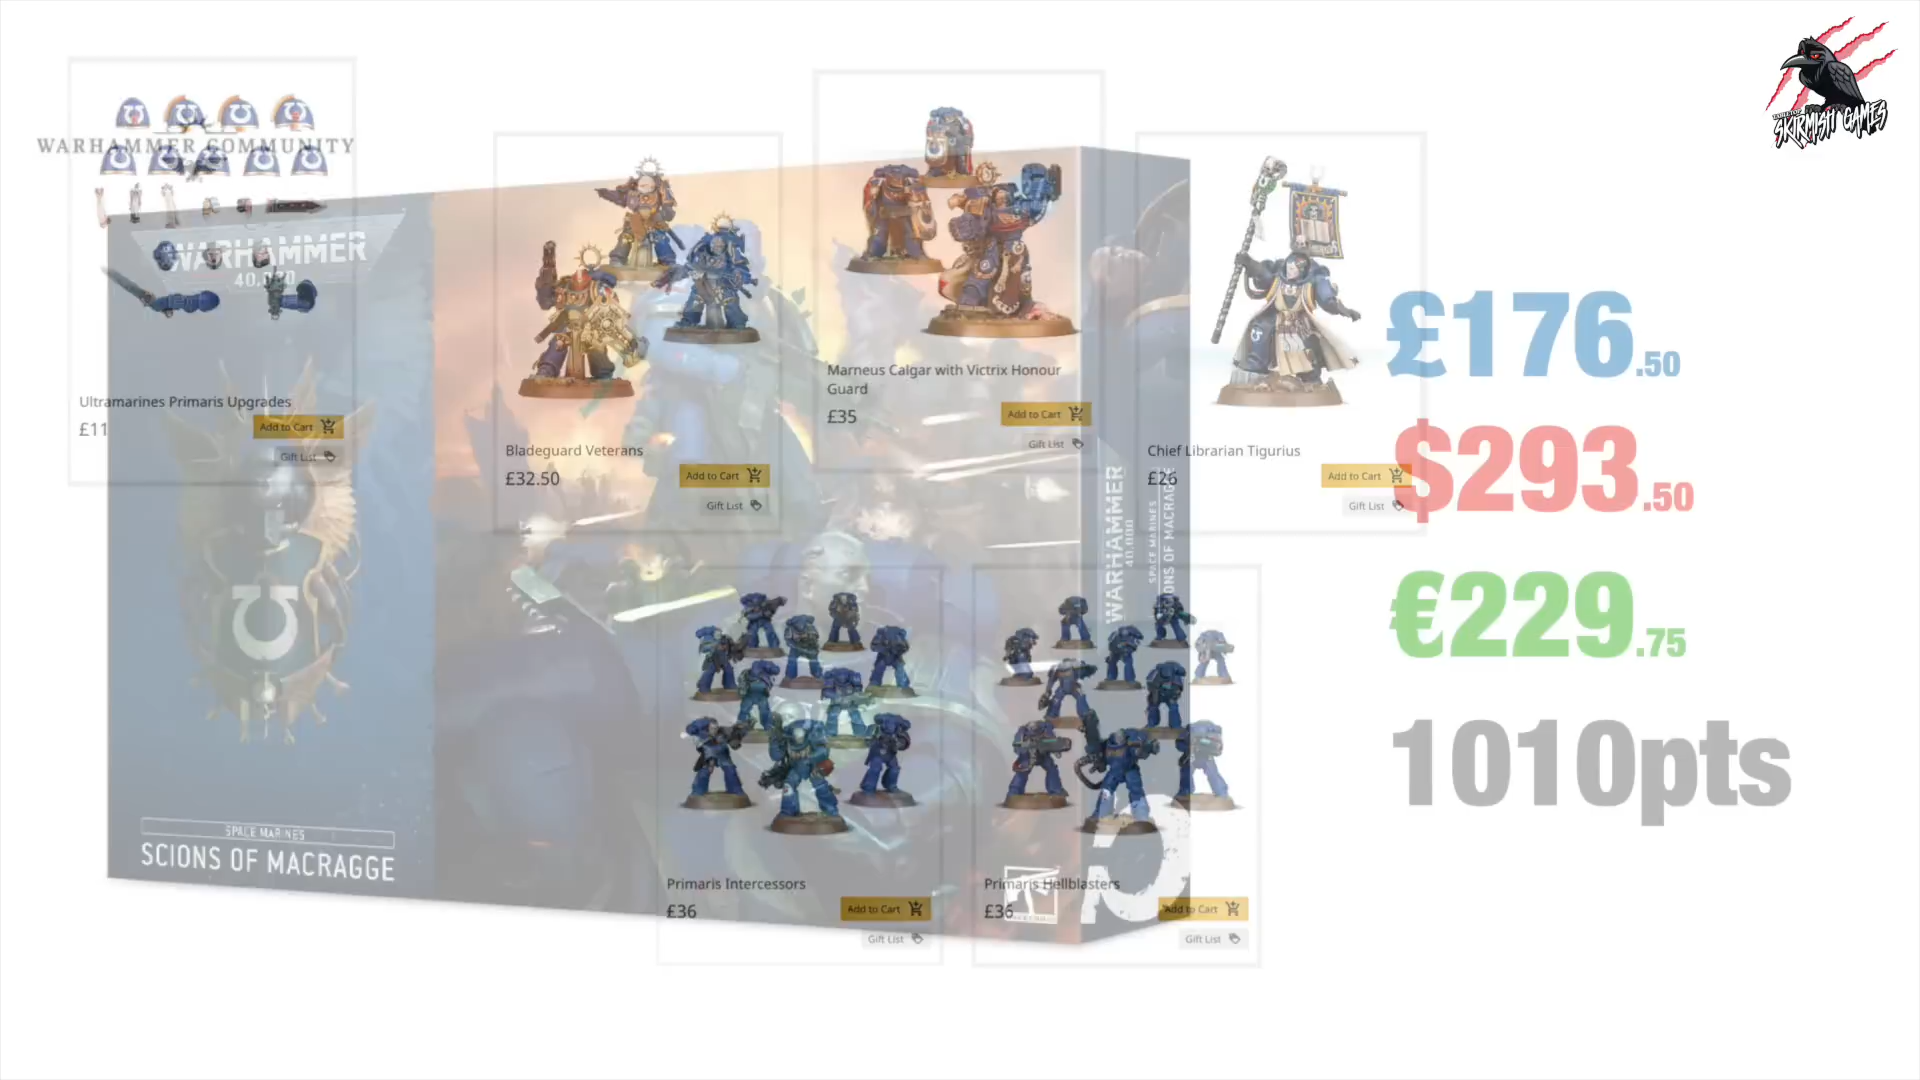 SKIRMISH GAMES
WARHAMMER COMMUNITY
WARHAMMER
40,000
Ultramarines Primaris Upgrades
£11
Add to Cart
Gift List
Bladeguard Veterans
£32.50
Add to Cart
Gift List
Marneus Calgar with Victrix Honour
Guard
£35
Add to Cart
Gift List
Chief Librarian Tigurius
£26
Add to Cart
Gift List
£176.50
$293.50
€229.75
1010pts
WARHAMMER
40,000
SPACE MARINES
SCIONS OF MACRAGGE
SPACE MARINES
SCIONS OF MACRAGGE
Primaris Intercessors
£36
Add to Cart
Gift List
Primaris Hellblasters
£36
Add to Cart
Gift List